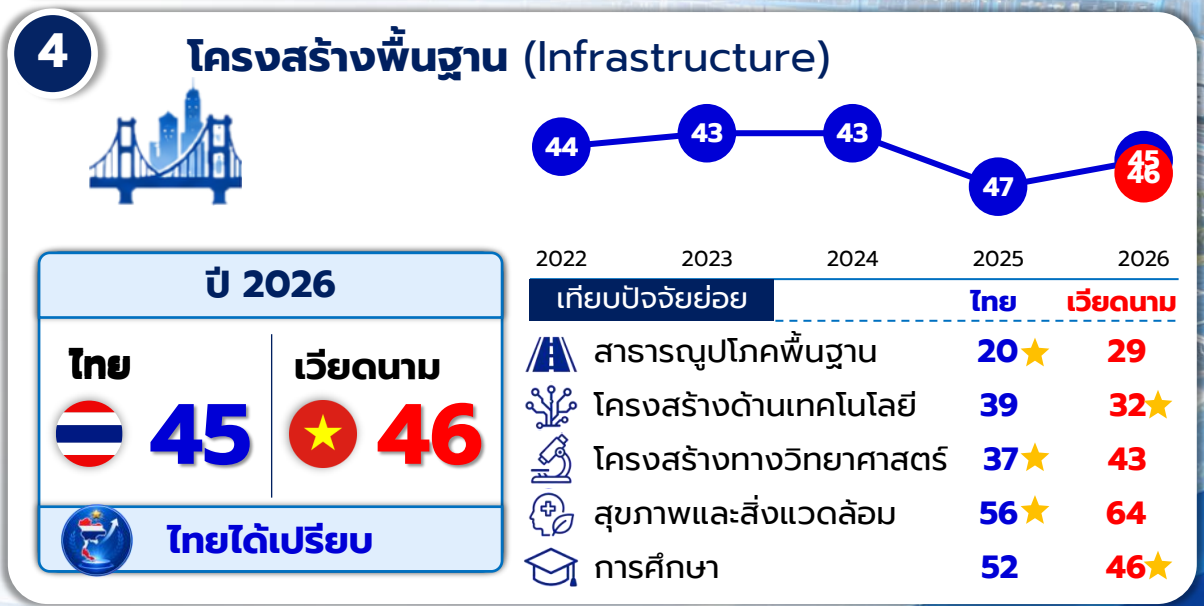 4
โครงสร้างพื้นฐาน (Infrastructure)
44 43 43 47 45 46
2022 2023 2024 2025 2026
ปี 2026
ไทย 45
เวียดนาม 46
ไทยได้เปรียบ
เทียบปัจจัยย่อย ไทย เวียดนาม
สาธารณูปโภคพื้นฐาน 20 29
โครงสร้างด้านเทคโนโลยี 39 32
โครงสร้างทางวิทยาศาสตร์ 37 43
สุขภาพและสิ่งแวดล้อม 56 64
การศึกษา 52 46